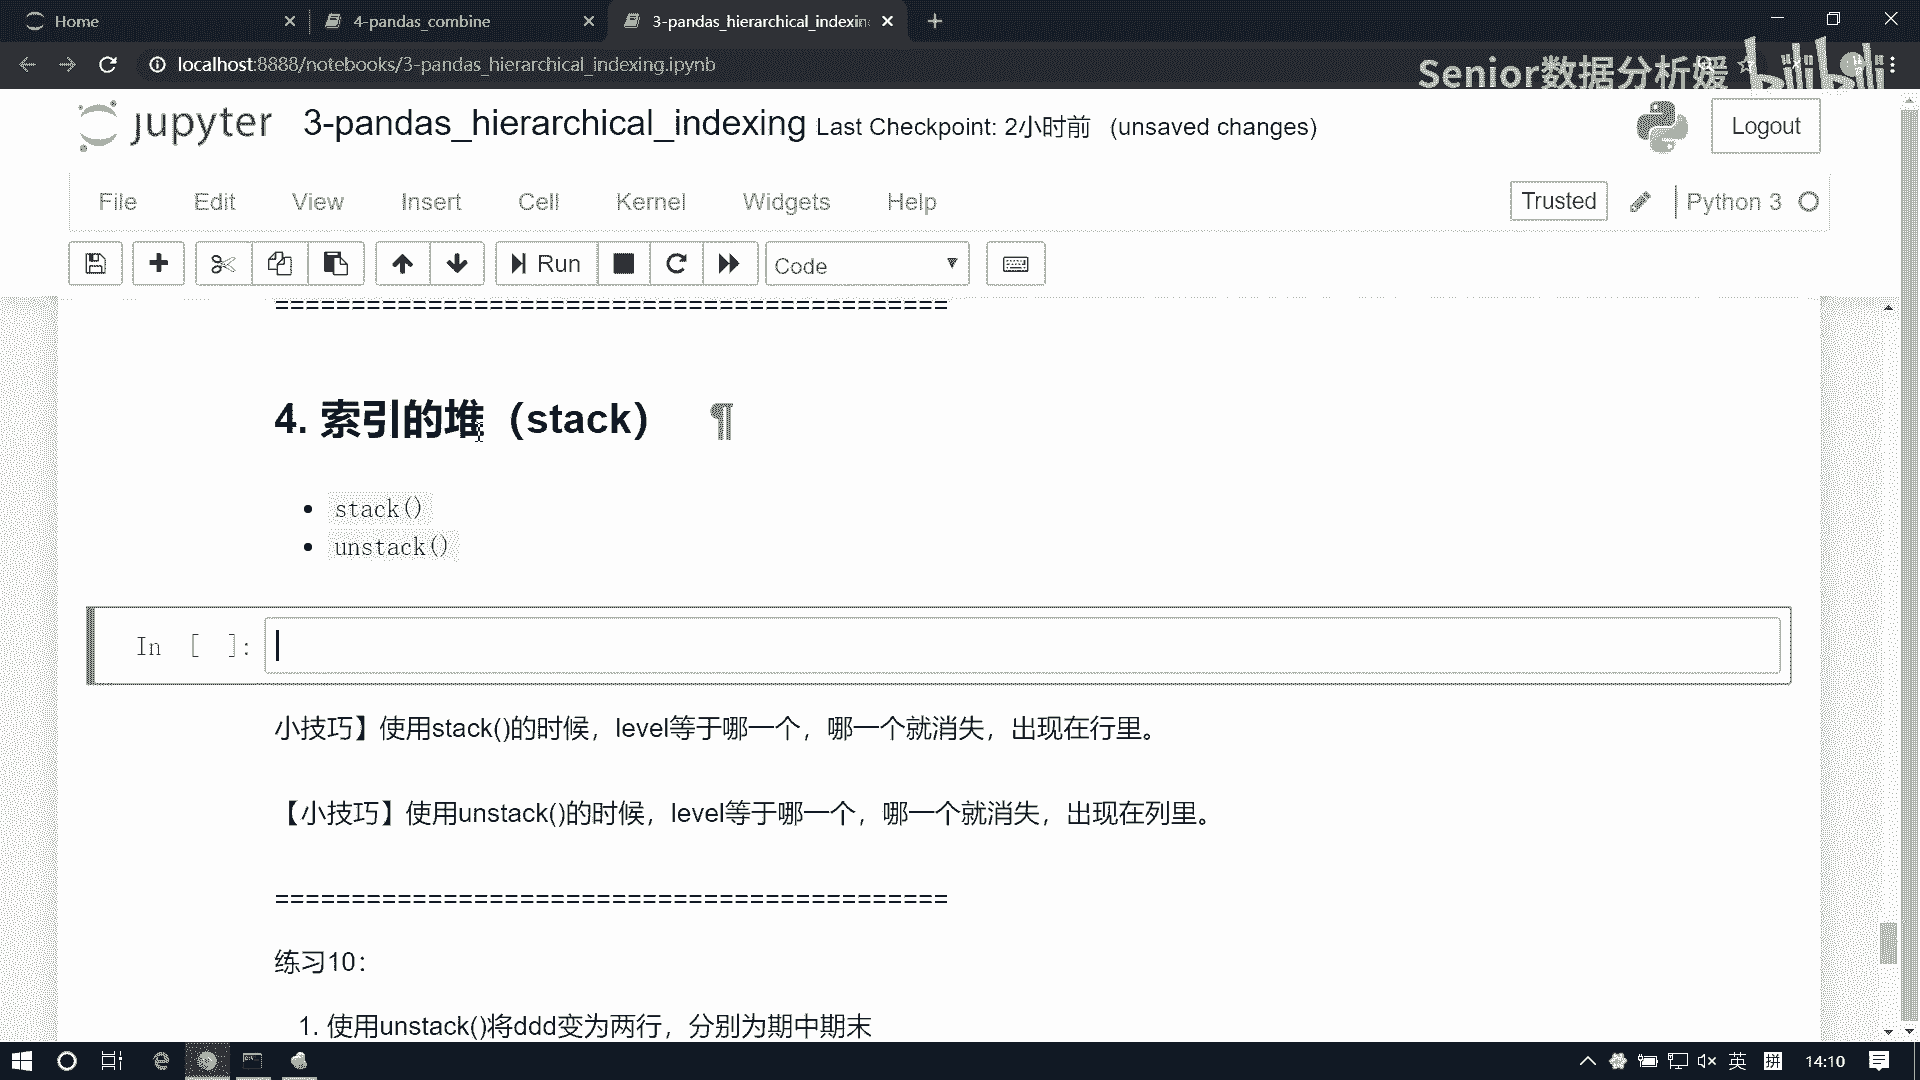 Home
4-pandas_combine
3-pandas_hierarchical_indexin
localhost:8888/notebooks/3-pandas_hierarchical_indexing.ipynb
Senior数据分析媛 bilibili
jupyter 3-pandas_hierarchical_indexing Last Checkpoint: 2小时前 (unsaved changes)
Logout
File Edit View Insert Cell Kernel Widgets Help
Trusted Python 3
Run Code
=========================================
4. 索引的堆（stack） ¶
• stack()
• unstack()
In [ ]:
小技巧】使用stack()的时候，level等于哪一个，哪一个就消失，出现在行里。
【小技巧】使用unstack()的时候，level等于哪一个，哪一个就消失，出现在列里。
=========================================
练习10：
1. 使用unstack()将ddd变为两行，分别为期中期末
英 拼 14:10